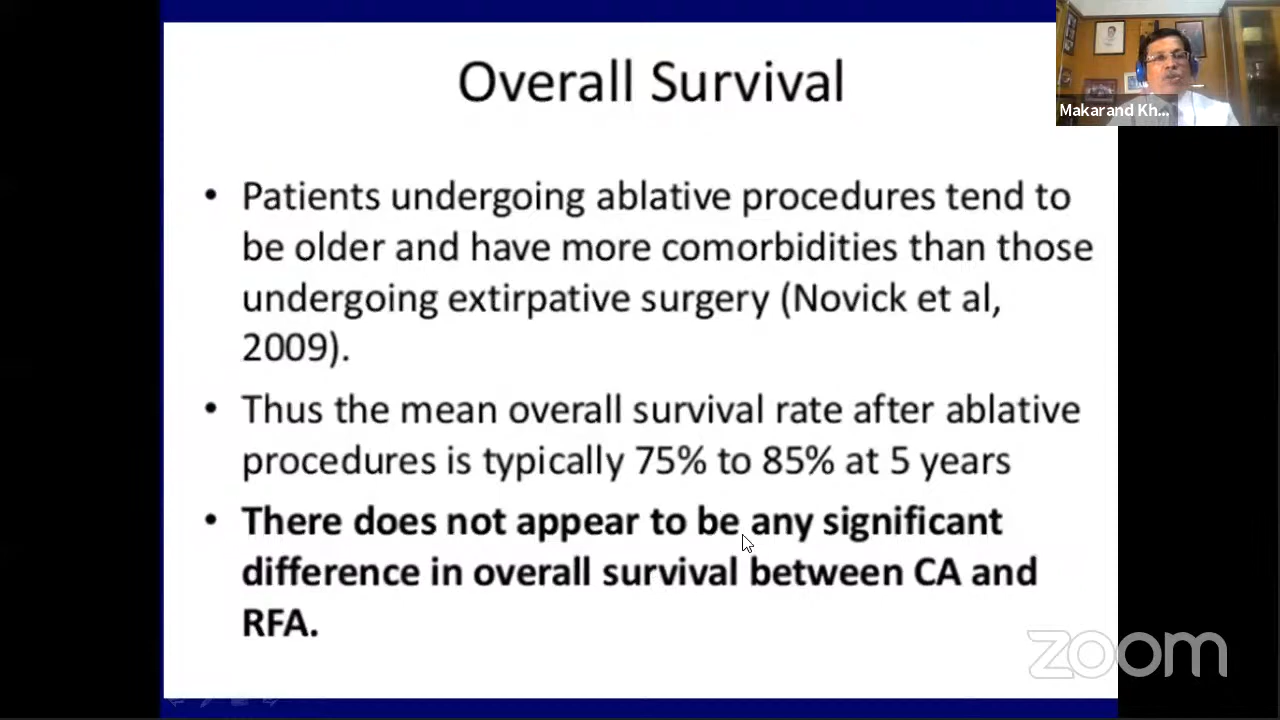 Overall Survival
Makarand Kh...
• Patients undergoing ablative procedures tend to
be older and have more comorbidities than those
undergoing extirpative surgery (Novick et al,
2009).
• Thus the mean overall survival rate after ablative
procedures is typically 75% to 85% at 5 years
• There does not appear to be any significant
difference in overall survival between CA and
RFA.
zoom